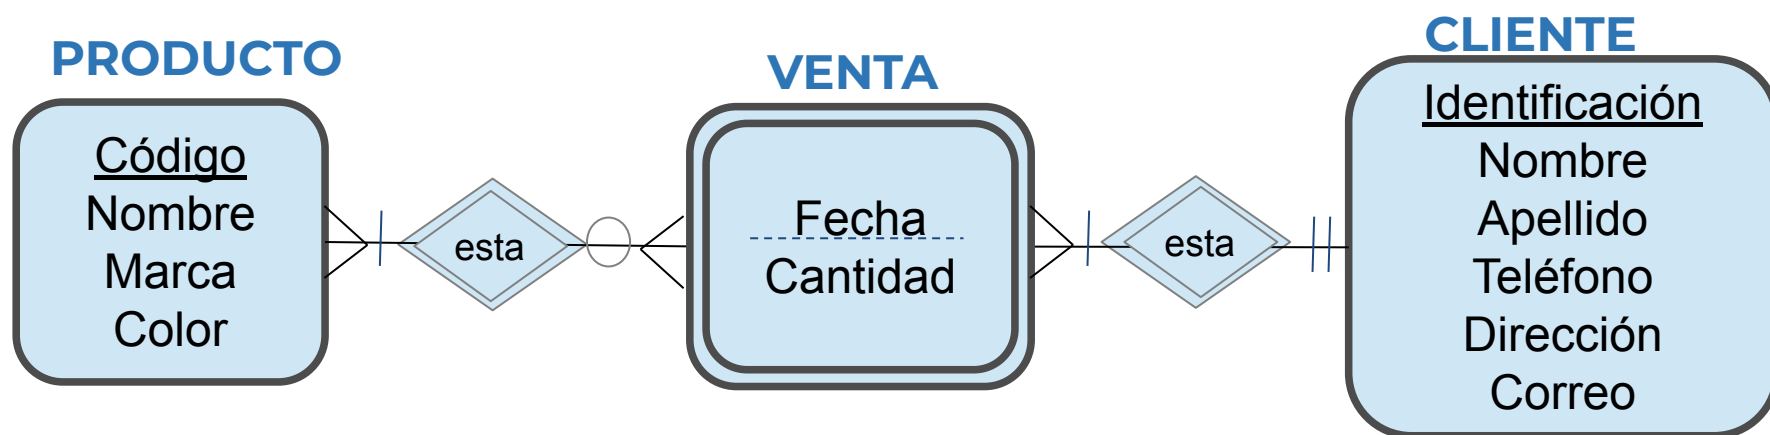 PRODUCTO
Código
Nombre
Marca
Color
esta
VENTA
Fecha
Cantidad
esta
CLIENTE
Identificación
Nombre
Apellido
Teléfono
Dirección
Correo